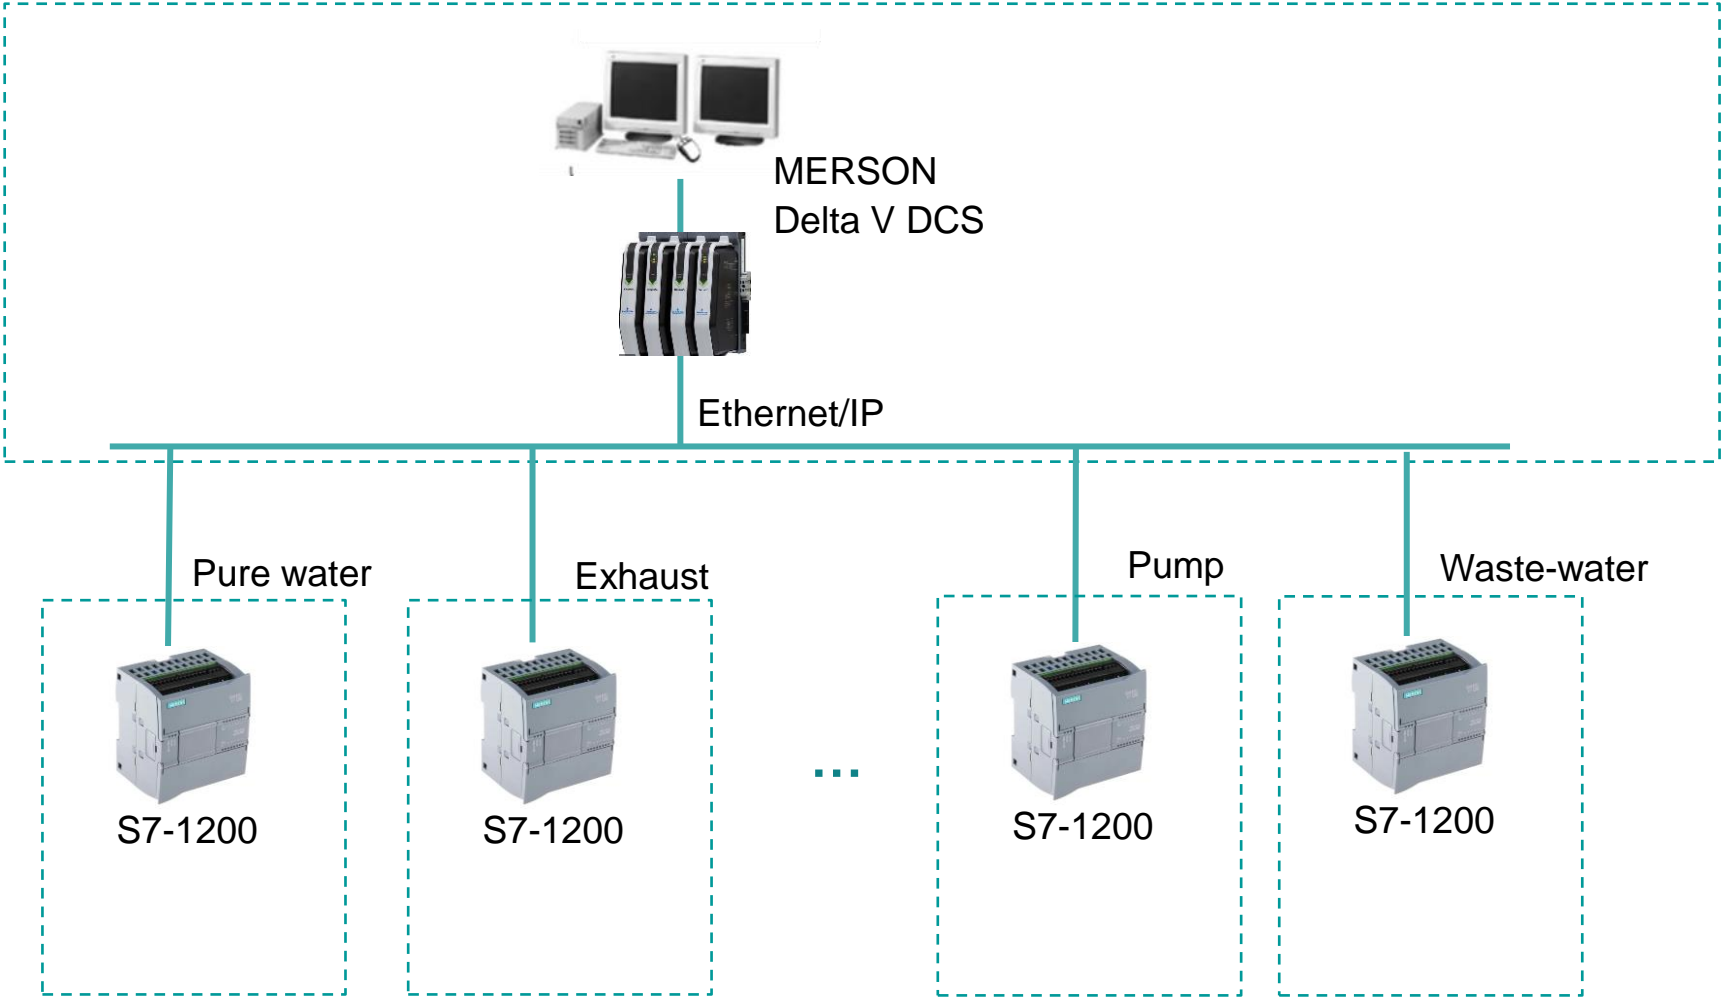 MERSON
Delta V DCS
Ethernet/IP
Pure water
Exhaust
Pump
Waste-water
...
S7-1200
S7-1200
S7-1200
S7-1200